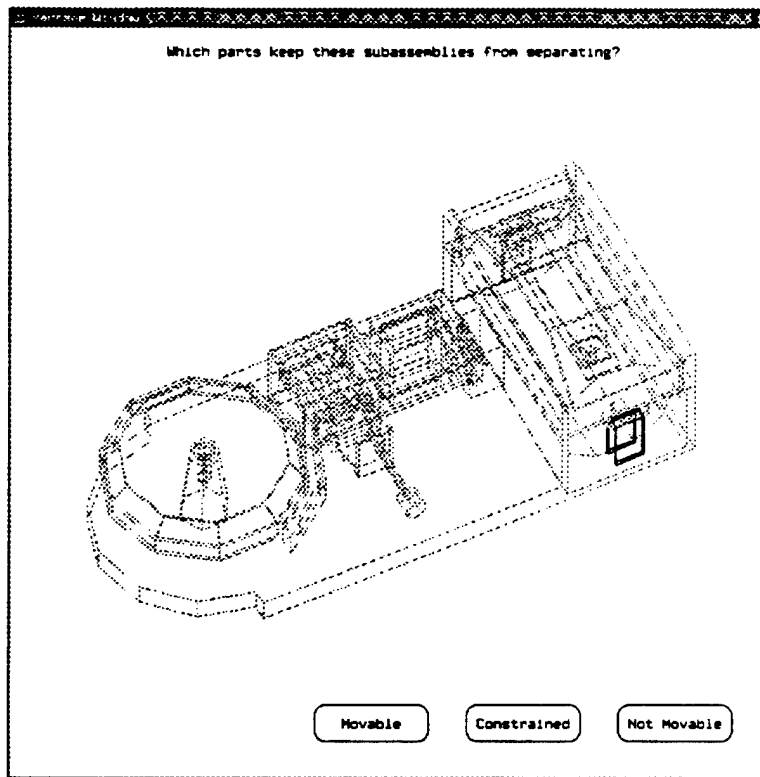 Which parts keep these subassemblies from separating?
Movable
Constrained
Not Movable